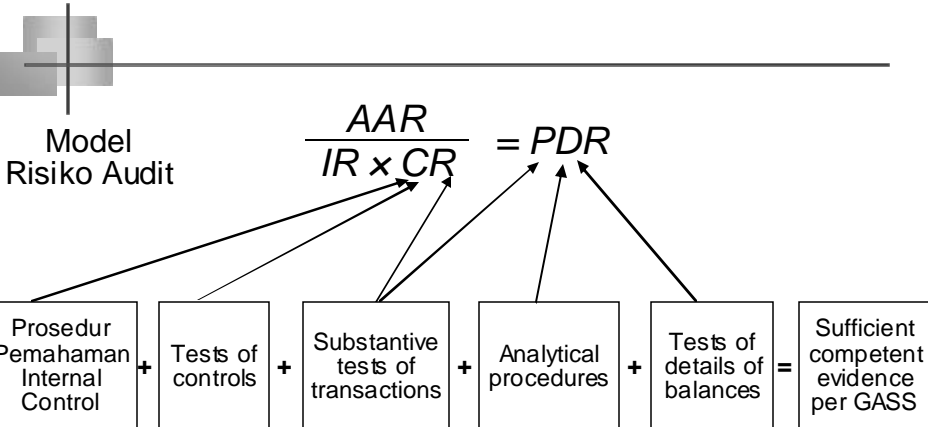 Model
Risiko Audit
AAR
IR × CR
= PDR
Prosedur
Pemahaman
Internal
Control
+
Tests of
controls
+
Substantive
tests of
transactions
+
Analytical
procedures
+
Tests of
details of
balances
=
Sufficient
competent
evidence
per GASS